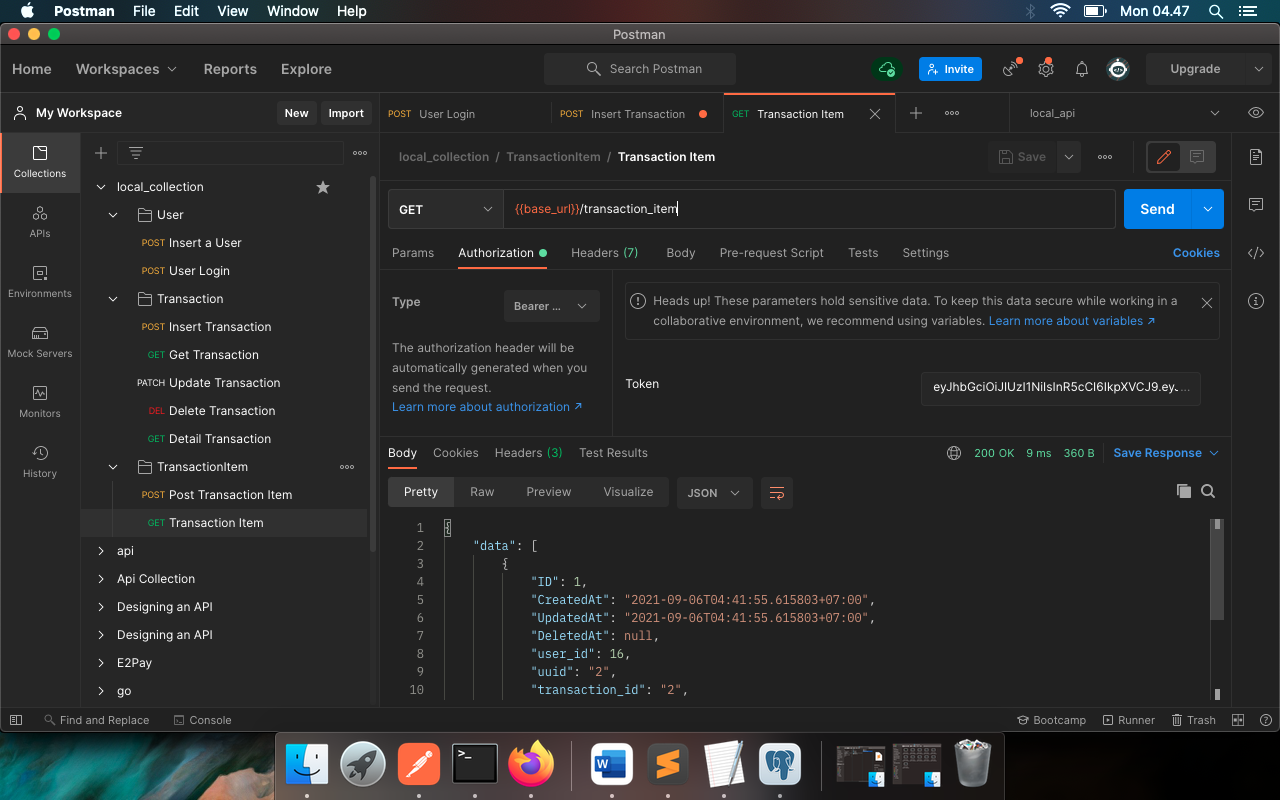 Postman File Edit View Window Help Mon 04.47
Postman
Home Workspaces Reports Explore Search Postman Invite Upgrade
My Workspace New Import
POST User Login POST Insert Transaction GET Transaction Item local_api
Collections
APIs
Environments
Mock Servers
Monitors
History
local_collection
User
POST Insert a User
POST User Login
Transaction
POST Insert Transaction
GET Get Transaction
PATCH Update Transaction
DEL Delete Transaction
GET Detail Transaction
TransactionItem
POST Post Transaction Item
GET Transaction Item
api
Api Collection
Designing an API
Designing an API
E2Pay
go
local_collection / TransactionItem / Transaction Item Save
GET {{base_url}}/transaction_item Send
Params Authorization Headers (7) Body Pre-request Script Tests Settings Cookies
Type Bearer ...
The authorization header will be
automatically generated when you
send the request.
Learn more about authorization ↗
Heads up! These parameters hold sensitive data. To keep this data secure while working in a
collaborative environment, we recommend using variables. Learn more about variables ↗
Token eyJhbGciOiJIUzI1NiIsInR5cCI6IkpXVCJ9.eyJ...
Body Cookies Headers (3) Test Results 200 OK 9 ms 360 B Save Response
Pretty Raw Preview Visualize JSON
1 {
2 "data": [
3 {
4 "ID": 1,
5 "CreatedAt": "2021-09-06T04:41:55.615803+07:00",
6 "UpdatedAt": "2021-09-06T04:41:55.615803+07:00",
7 "DeletedAt": null,
8 "user_id": 16,
9 "uuid": "2",
10 "transaction_id": "2",
Find and Replace Console Bootcamp Runner Trash